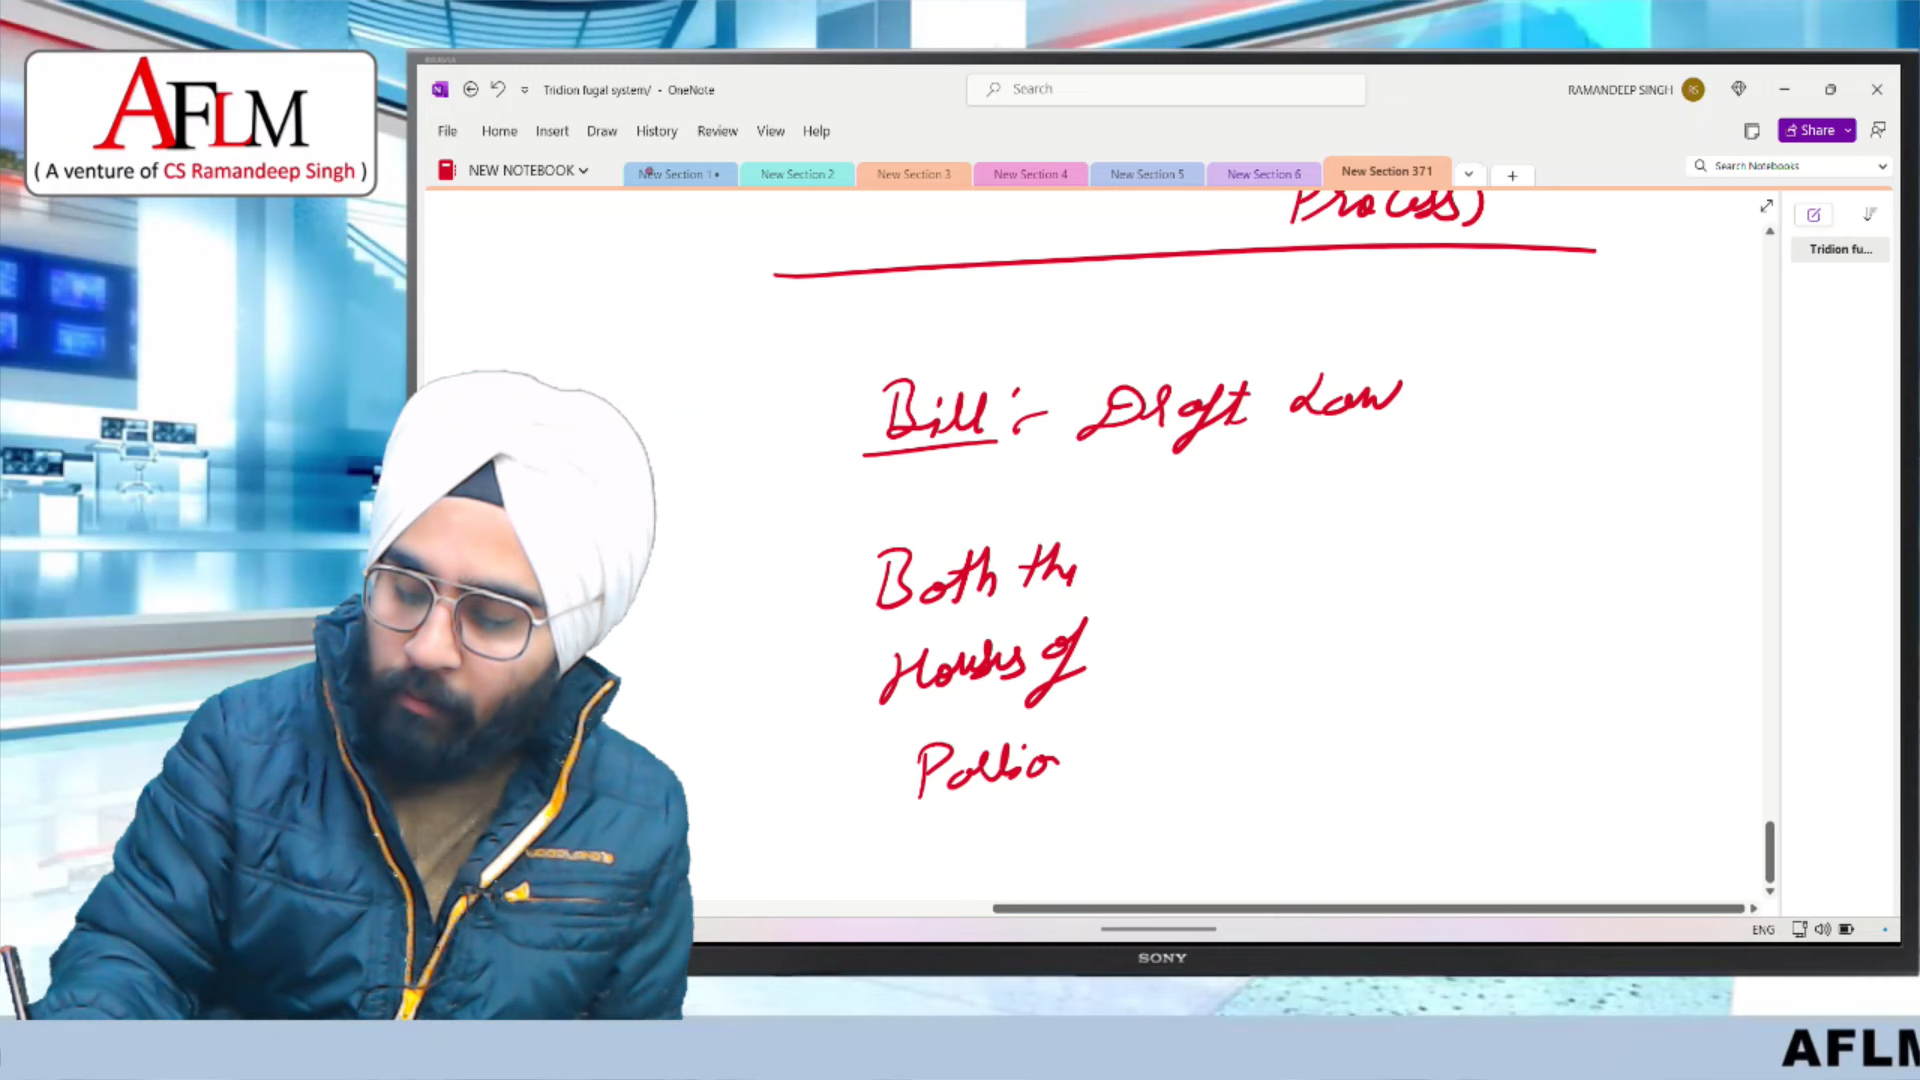 AFLM
( A venture of CS Ramandeep Singh )
BRAVIA
Tridion fugal system/ - OneNote
Search
RAMANDEEP SINGH
RS
File Home Insert Draw History Review View Help
Share
NEW NOTEBOOK
New Section 1
New Section 2
New Section 3
New Section 4
New Section 5
New Section 6
New Section 371
Search Notebooks
Tridion fu...
Process)
Bill :- Draft Law
Both the
Houses of
Parlia
ENG
SONY
AFLM